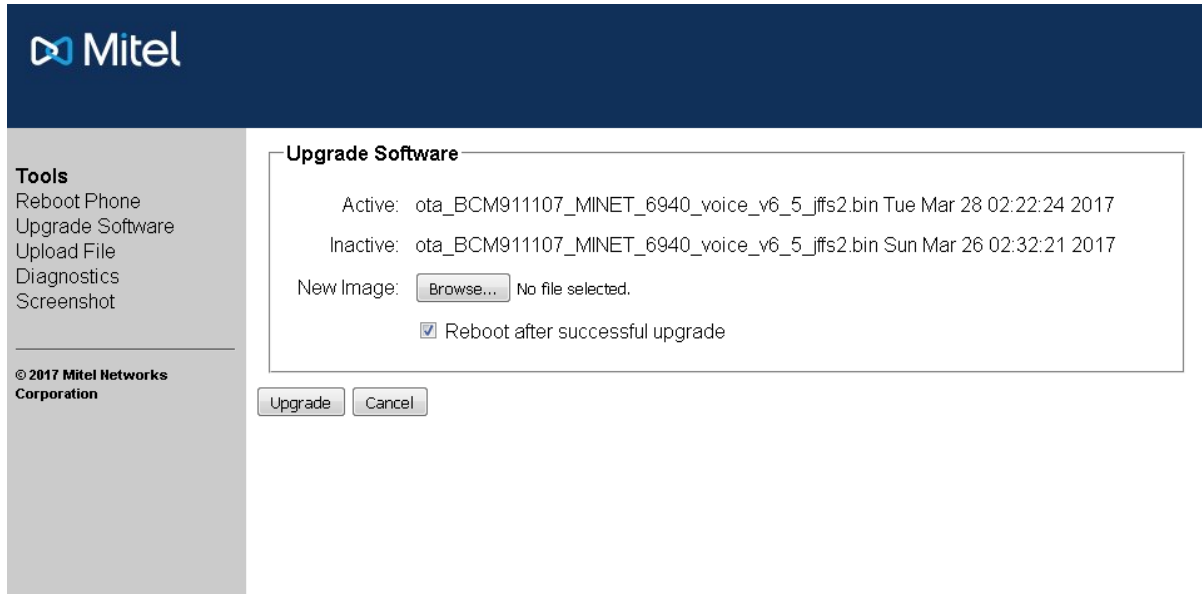 Mitel
Tools
Reboot Phone
Upgrade Software
Upload File
Diagnostics
Screenshot
© 2017 Mitel Networks
Corporation
Upgrade Software
Active: ota_BCM911107_MINET_6940_voice_v6_5_jffs2.bin Tue Mar 28 02:22:24 2017
Inactive: ota_BCM911107_MINET_6940_voice_v6_5_jffs2.bin Sun Mar 26 02:32:21 2017
New Image: Browse... No file selected.
Reboot after successful upgrade
Upgrade Cancel